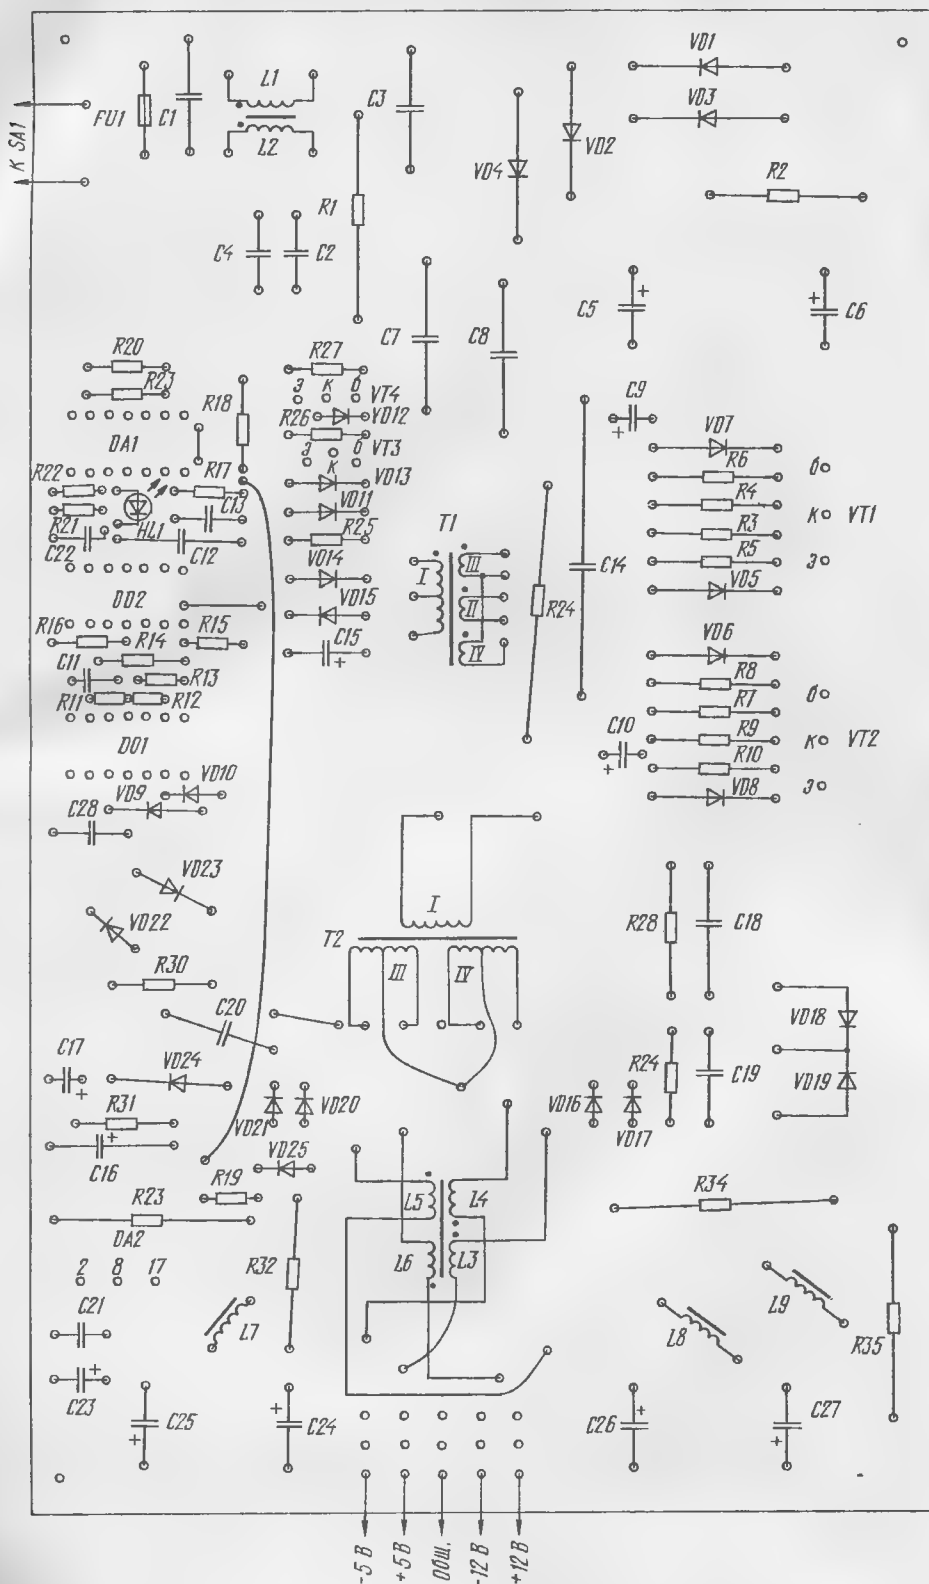 VD1
L1
C3
VD3
К SA1
FU1
C1
L2
VD4
VD2
R2
R1
C4
C2
C5
C6
C7
C8
R20
R27
R23
Э К б
VT4
C9
R18
VD12
VD7
DA1
R26
VT3
R6
б
Э К б
R22
R17
VD13
R4
C13
VD11
R3
К VT1
R21
HL1
R25
T1
C22
C12
I
III
R5
Э
VD14
C14
DD2
II
R24
VD5
VD15
R16
R14
R15
C15
IV
VD6
C11
R13
R8
R11
R12
R7
б
C10
R9
К VT2
DD1
VD10
R10
VD9
VD8
Э
C28
VD23
I
VD22
T2
R28
C18
R30
III
IV
C20
VD18
C17
VD24
R24
C19
VD19
R31
VD21
VD20
VD16
VD17
C16
VD25
R19
L5
L4
R34
R23
DA2
R32
L6
L3
2 8 17
L9
C21
L7
L8
R35
C23
C25
C24
C26
C27
-5 В
+5 В
Общ.
-12 В
+12 В